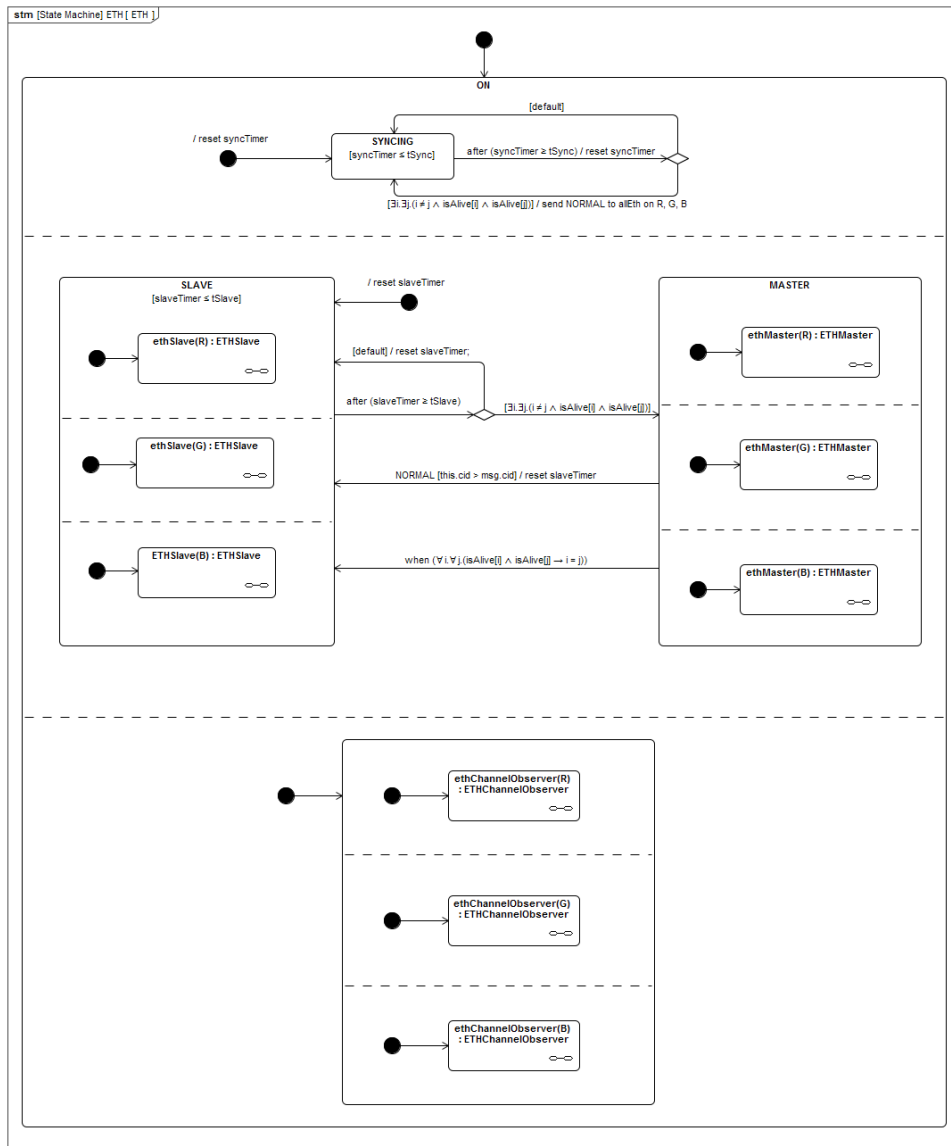 stm [State Machine] ETH [ ETH ]
ON
[default]
/ reset syncTimer
SYNCING
[syncTimer ≤ tSync]
after (syncTimer ≥ tSync) / reset syncTimer
[∃i.∃j.(i ≠ j ∧ isAlive[i] ∧ isAlive[j])] / send NORMAL to allEth on R, G, B
SLAVE
[slaveTimer ≤ tSlave]
/ reset slaveTimer
MASTER
ethSlave(R) : ETHSlave
ethMaster(R) : ETHMaster
[default] / reset slaveTimer;
after (slaveTimer ≥ tSlave)
[∃i.∃j.(i ≠ j ∧ isAlive[i] ∧ isAlive[j])]
ethSlave(G) : ETHSlave
ethMaster(G) : ETHMaster
NORMAL [this.cid > msg.cid] / reset slaveTimer
ETHSlave(B) : ETHSlave
when (∀i.∀j.(isAlive[i] ∧ isAlive[j] → i = j))
ethMaster(B) : ETHMaster
ethChannelObserver(R)
: ETHChannelObserver
ethChannelObserver(G)
: ETHChannelObserver
ethChannelObserver(B)
: ETHChannelObserver